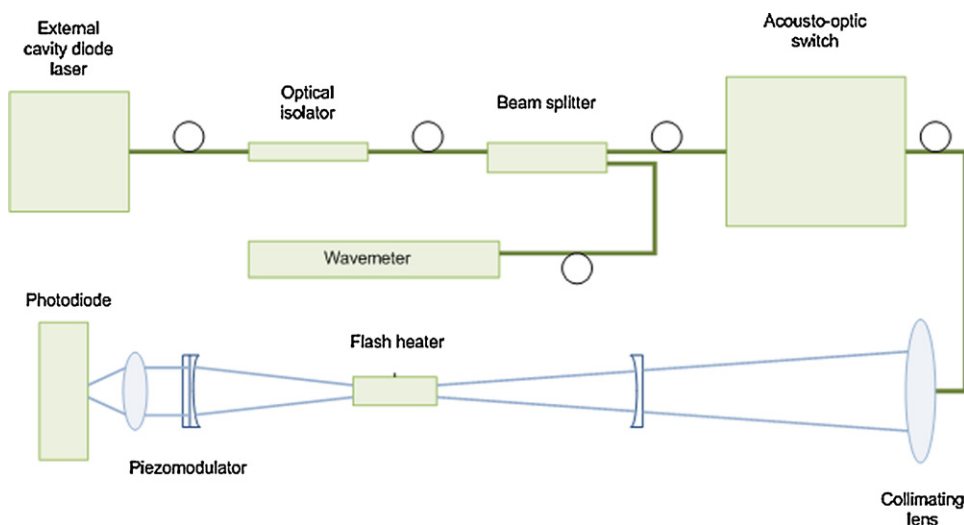 External
cavity diode
laser
Optical
isolator
Beam splitter
Acousto-optic
switch
Wavemeter
Photodiode
Flash heater
Piezomodulator
Collimating
lens